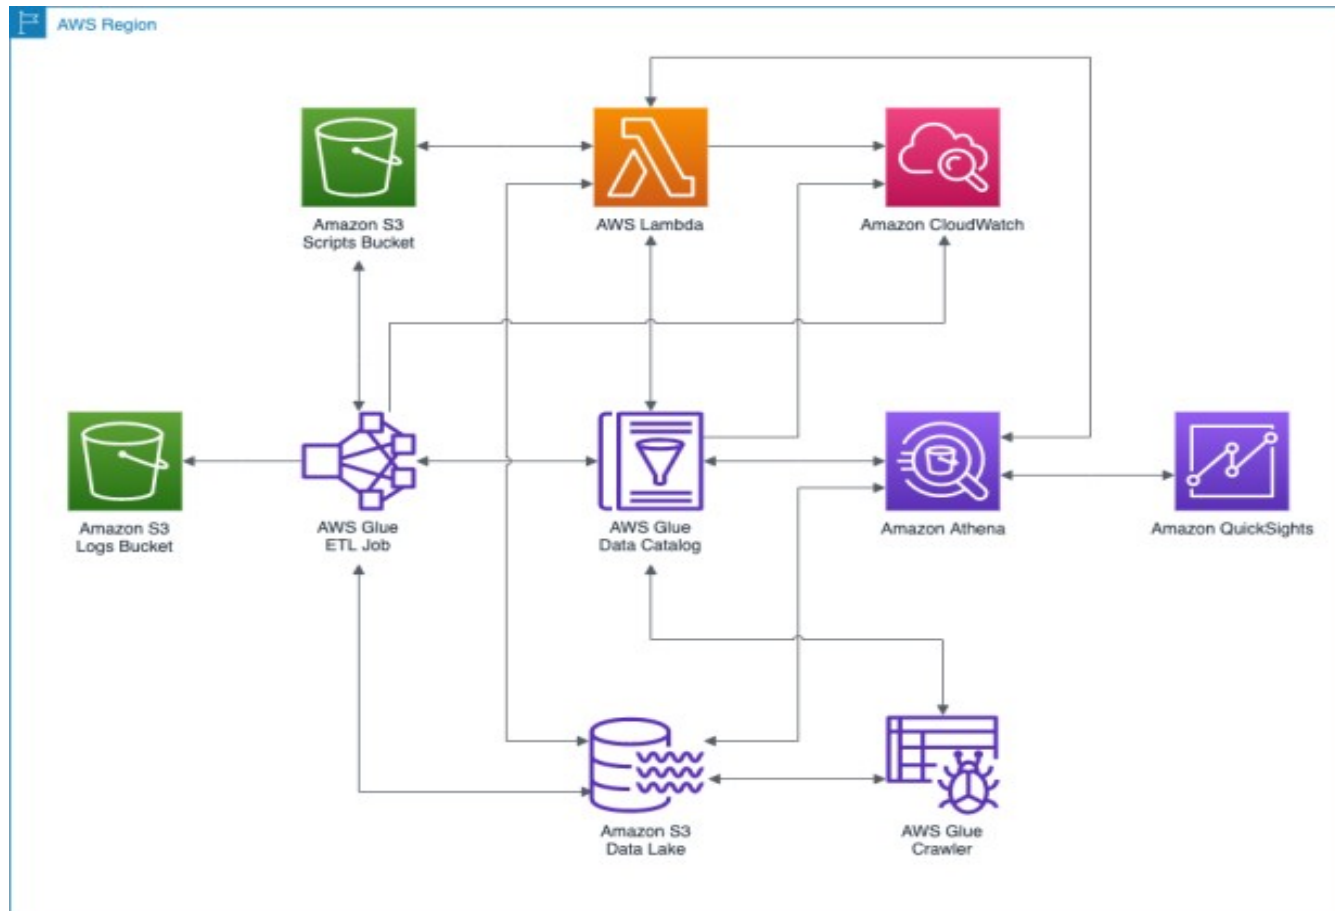 AWS Region
Amazon S3
Scripts Bucket
AWS Lambda
Amazon CloudWatch
Amazon S3
Logs Bucket
AWS Glue
ETL Job
AWS Glue
Data Catalog
Amazon Athena
Amazon QuickSights
Amazon S3
Data Lake
AWS Glue
Crawler